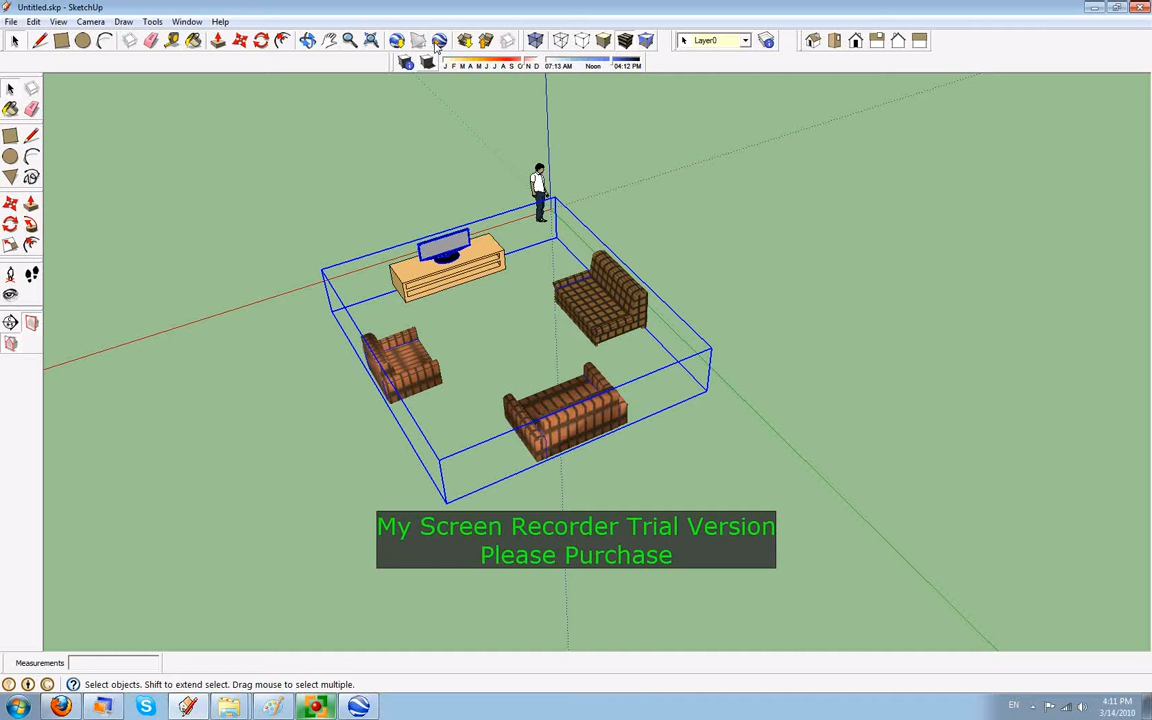 Untitled.skp - SketchUp
File Edit View Camera Draw Tools Window Help
Layer0
J F M A M J J A S O N D 07:13 AM Noon 04:12 PM
My Screen Recorder Trial Version
Please Purchase
Measurements
Select objects. Shift to extend select. Drag mouse to select multiple.
EN
4:11 PM
3/14/2010